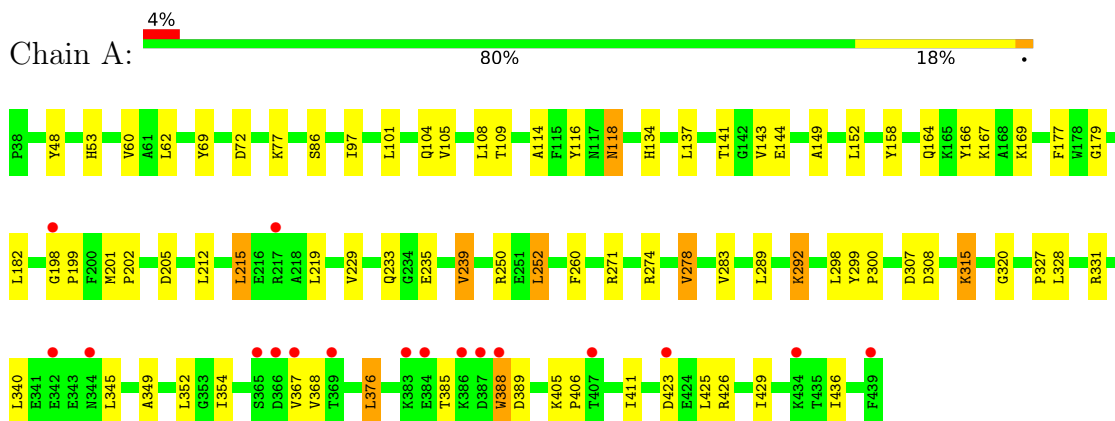 4%
Chain A:
80% 18% •
P38 Y48 H53 V60 A61 L62 Y69 D72 K77 S86 I97 L101 Q104 V105 L108 T109 A114 F115 Y116 N117 N118 H134 L137 T141 G142 V143 E144 A149 L152 Y158 Q164 K165 Y166 K167 A168 K169 F177 W178 G179
L182 G198 P199 F200 M201 P202 D205 L212 L215 E216 R217 A218 L219 V229 Q233 G234 E235 V239 R250 E251 L252 F260 R271 R274 V278 V283 L289 K292 L298 Y299 P300 D307 D308 K315 G320 P327 L328 R331
L340 E341 E342 E343 N344 L345 A349 L352 G353 I354 S365 D366 V367 V368 T369 L376 K383 E384 T385 K386 D387 W388 D389 K405 P406 T407 I411 D423 E424 L425 R426 I429 K434 T435 I436 F439